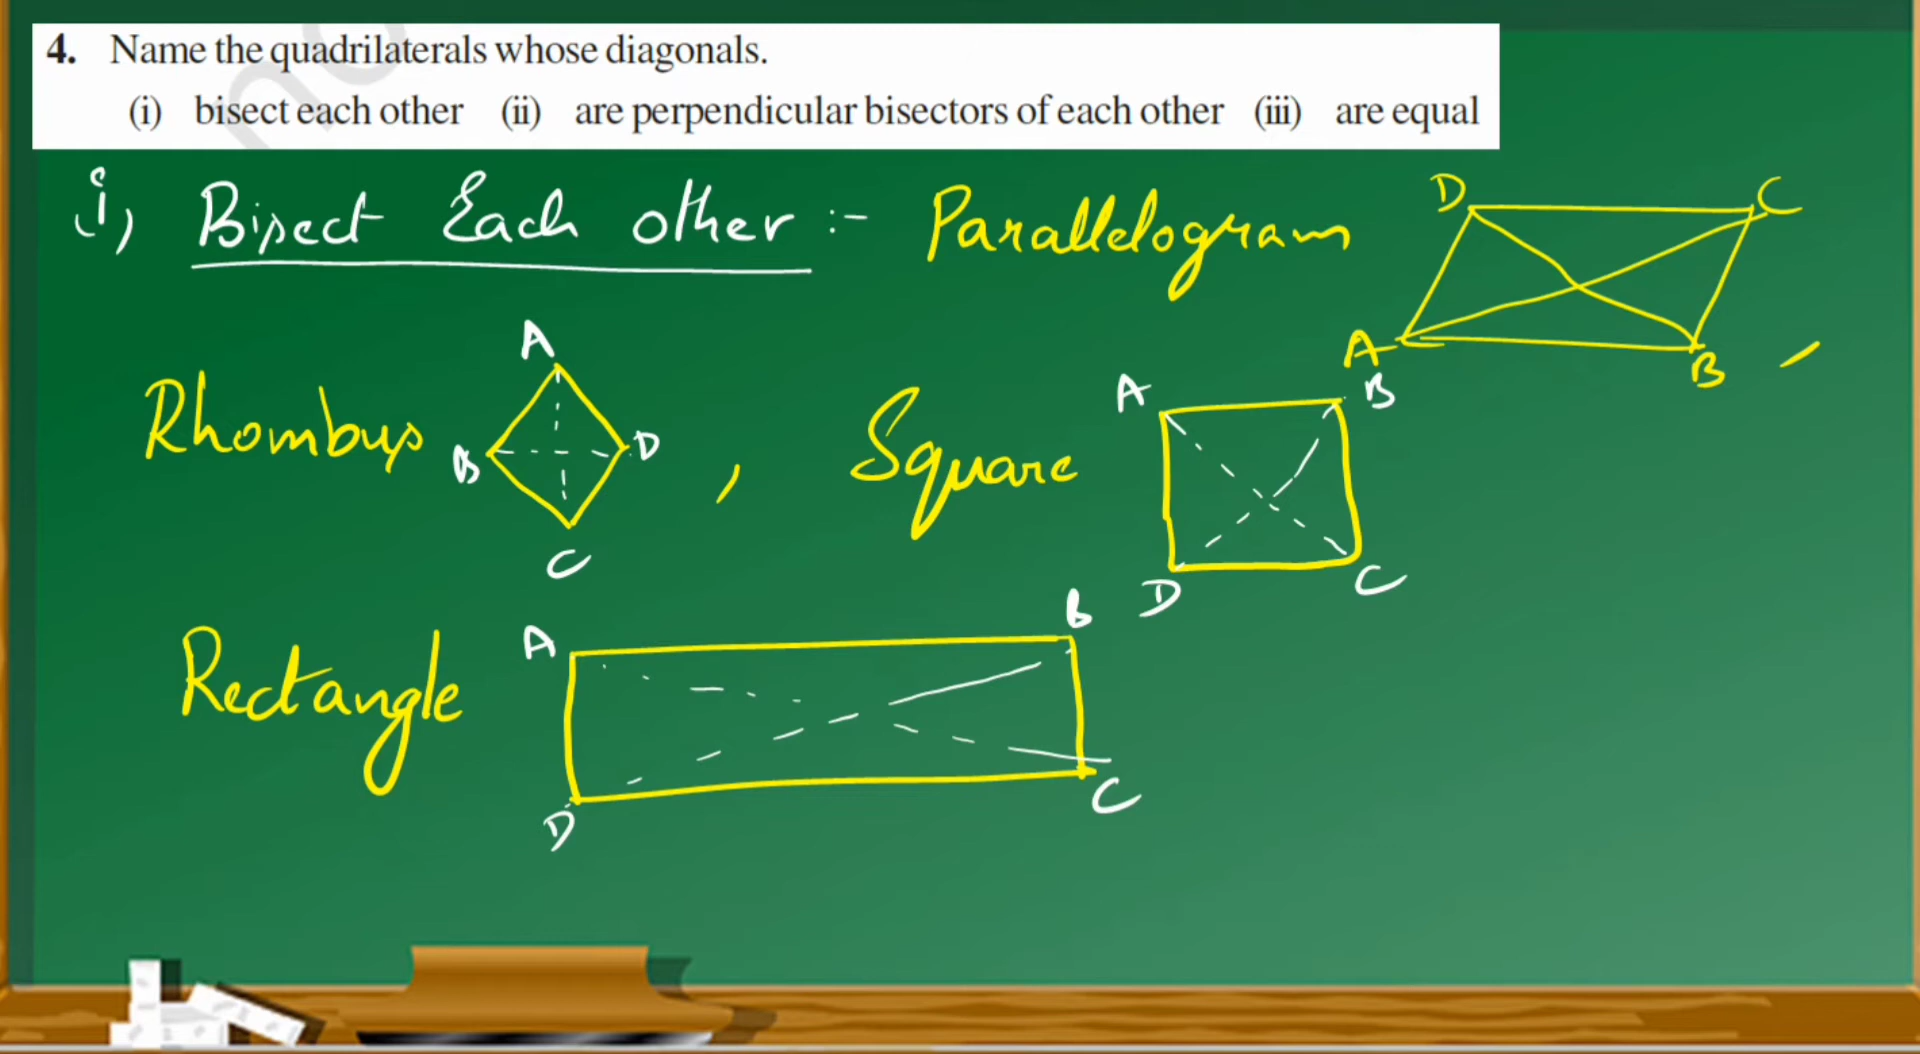 4. Name the quadrilaterals whose diagonals.
(i) bisect each other (ii) are perpendicular bisectors of each other (iii) are equal
i) Bisect Each other :- Parallelogram
D C
A B ,
Rhombus
A
B D
C
, Square
A B
D C
Rectangle
A B
D C